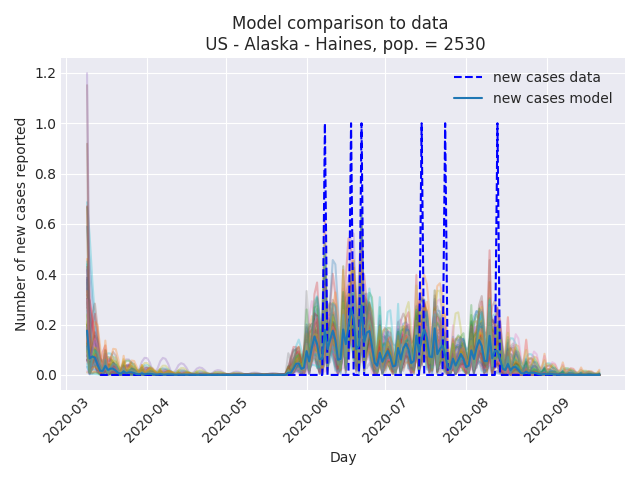 Model comparison to data
US - Alaska - Haines, pop. = 2530
new cases data
new cases model
Number of new cases reported
1.2
1.0
0.8
0.6
0.4
0.2
0.0
2020-03
2020-04
2020-05
2020-06
2020-07
2020-08
2020-09
Day